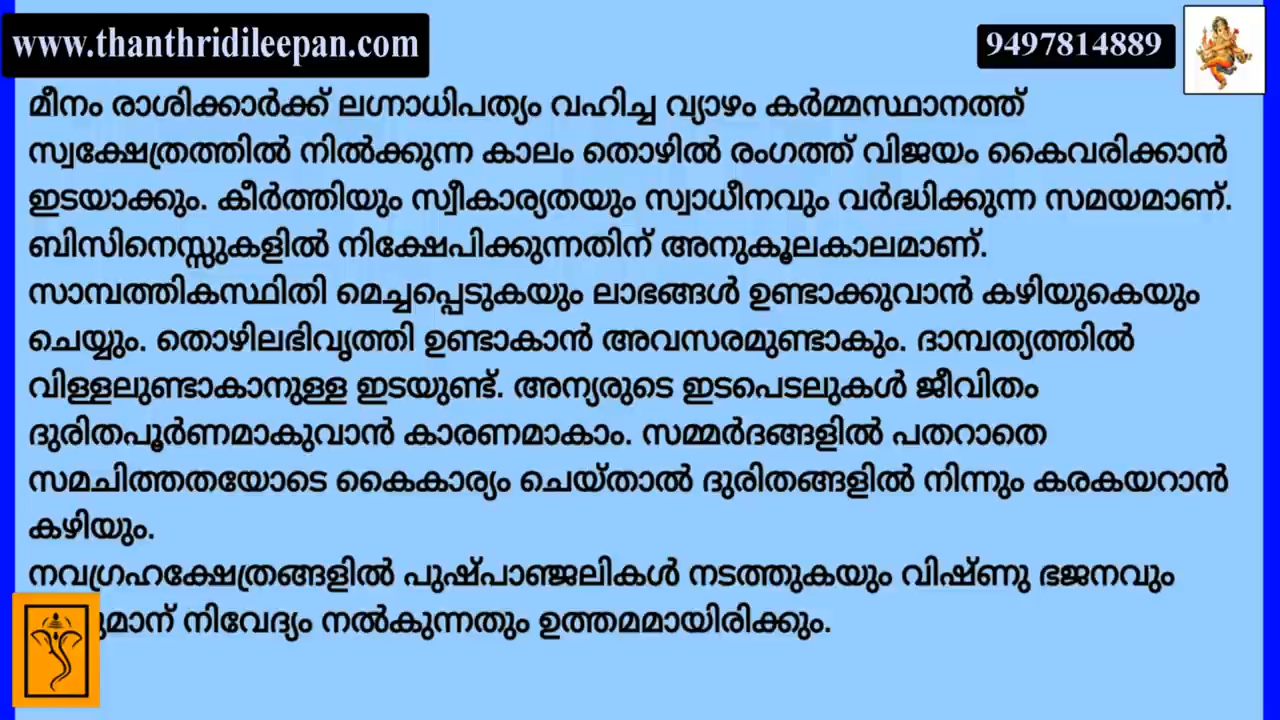 www.thanthridileepan.com
9497814889
മീനം രാശിക്കാർക്ക് ലഗ്നാധിപത്യം വഹിച്ച വ്യാഴം കർമ്മസ്ഥാനത്ത്
സ്വക്ഷേത്രത്തിൽ നിൽക്കുന്ന കാലം തൊഴിൽ രംഗത്ത് വിജയം കൈവരിക്കാൻ
ഇടയാക്കും. കീർത്തിയും സ്വീകാര്യതയും സ്വാധീനവും വർദ്ധിക്കുന്ന സമയമാണ്.
ബിസിനെസ്സുകളിൽ നിക്ഷേപിക്കുന്നതിന് അനുകൂലകാലമാണ്.
സാമ്പത്തികസ്ഥിതി മെച്ചപ്പെടുകയും ലാഭങ്ങൾ ഉണ്ടാക്കുവാൻ കഴിയുകെയും
ചെയ്യും. തൊഴിലഭിവൃത്തി ഉണ്ടാകാൻ അവസരമുണ്ടാകും. ദാമ്പത്യത്തിൽ
വിള്ളലുണ്ടാകാനുള്ള ഇടയുണ്ട്. അന്യരുടെ ഇടപെടലുകൾ ജീവിതം
ദുരിതപൂർണമാകുവാൻ കാരണമാകാം. സമ്മർദങ്ങളിൽ പതറാതെ
സമചിത്തതയോടെ കൈകാര്യം ചെയ്താൽ ദുരിതങ്ങളിൽ നിന്നും കരകയറാൻ
കഴിയും.
നവഗ്രഹക്ഷേത്രങ്ങളിൽ പുഷ്പാഞ്ജലികൾ നടത്തുകയും വിഷ്ണു ഭജനവും
നിവേദ്യം നൽകുന്നതും ഉത്തമമായിരിക്കും.